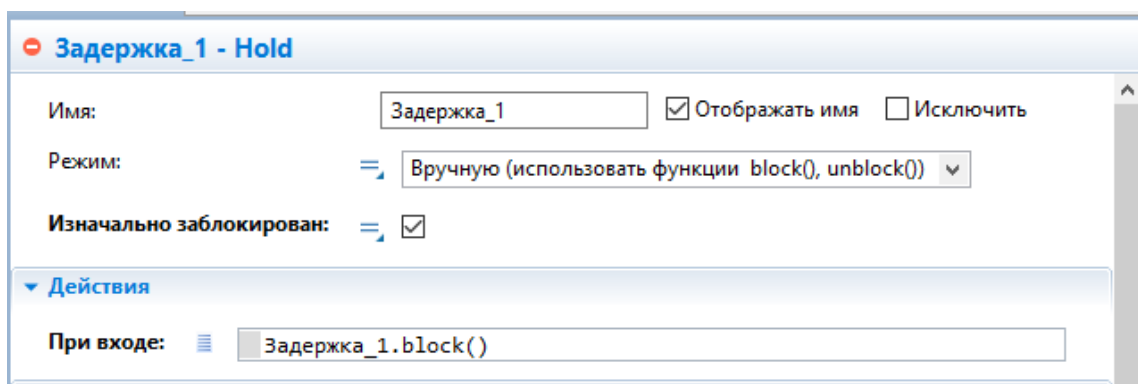 Задержка_1 - Hold
Имя: Задержка_1 Отображать имя Исключить
Режим: Вручную (использовать функции block(), unblock())
Изначально заблокирован:
Действия
При входе: Задержка_1.block()